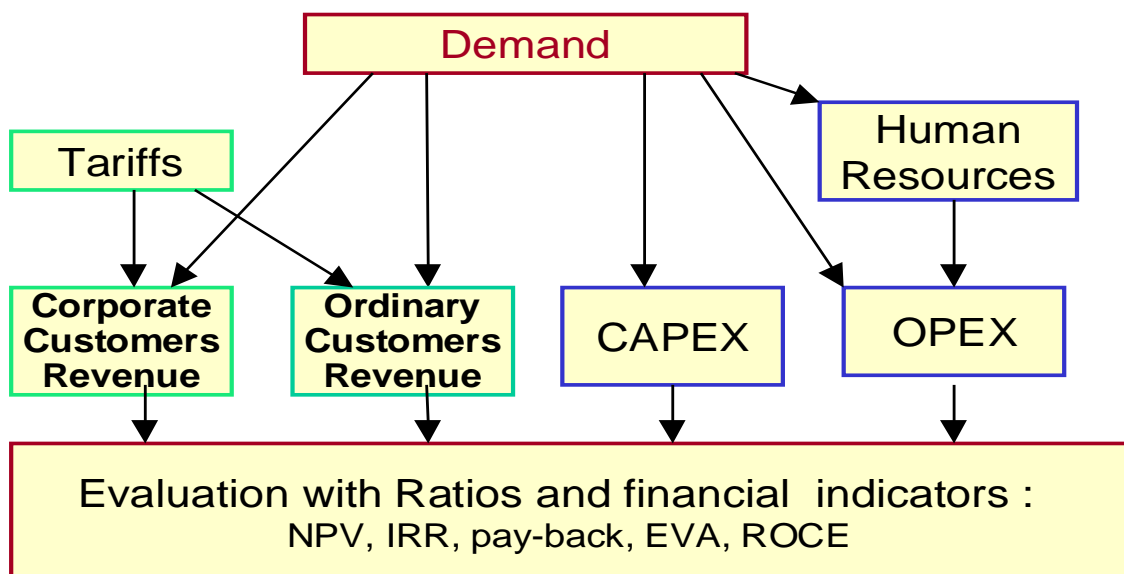 Demand
Human
Resources
Tariffs
Corporate
Customers
Revenue
Ordinary
Customers
Revenue
CAPEX
OPEX
Evaluation with Ratios and financial indicators :
NPV, IRR, pay-back, EVA, ROCE